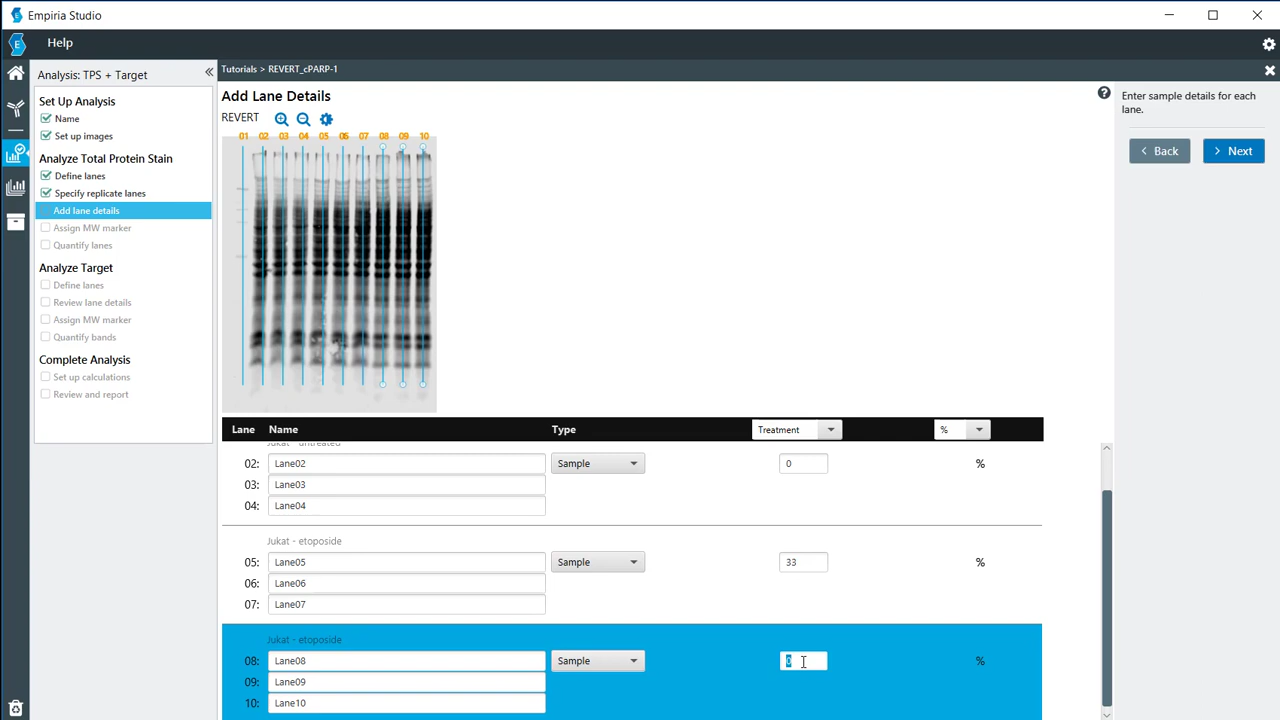 Empiria Studio
Help
Analysis: TPS + Target
Tutorials > REVERT_cPARP-1
Set Up Analysis
Name
Set up images
Analyze Total Protein Stain
Define lanes
Specify replicate lanes
Add lane details
Assign MW marker
Quantify lanes
Analyze Target
Define lanes
Review lane details
Assign MW marker
Quantify bands
Complete Analysis
Set up calculations
Review and report
Add Lane Details
REVERT
01 02 03 04 05 06 07 08 09 10
Enter sample details for each
lane.
Back Next
Lane Name Type Treatment %
Jukat - untreated
02: Lane02 Sample 0 %
03: Lane03
04: Lane04
Jukat - etoposide
05: Lane05 Sample 33 %
06: Lane06
07: Lane07
Jukat - etoposide
08: Lane08 Sample 0 %
09: Lane09
10: Lane10